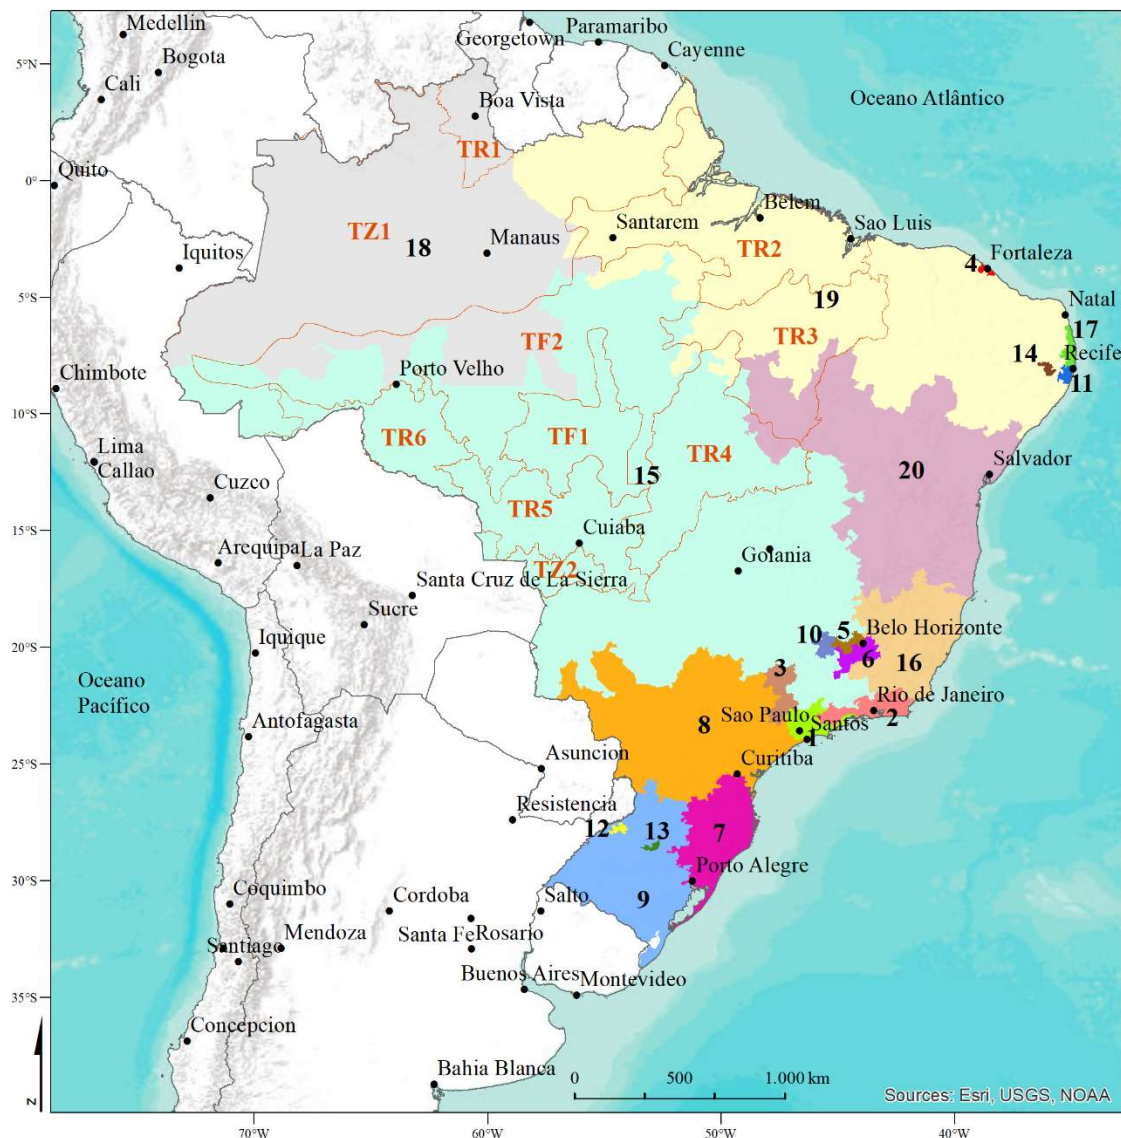 Medellin
Georgetown
Paramaribo
Bogota
Cayenne
5°N
Cali
Boa Vista
Oceano Atlântico
TR1
Quito
0°
Belem
TZ1
18
Manaus
Santarem
Sao Luis
Iquitos
TR2
4
Fortaleza
5°S
19
Natal
17
TF2
TR3
14
Recife
Chimbote
Porto Velho
11
10°S
TR6
TF1
TR4
Lima
Callao
15
20
Salvador
Cuzco
TR5
15°S
Cuiaba
Arequipa
La Paz
Goiania
TZ2
Santa Cruz de La Sierra
Sucre
10
5
Belo Horizonte
20°S
Iquique
6
16
3
Oceano
Pacífico
Rio de Janeiro
Sao Paulo
2
Antofagasta
8
Santos
1
Asuncion
Curitiba
25°S
Resistencia
12
13
7
Porto Alegre
30°S
Coquimbo
Cordoba
Salto
9
Santiago
Mendoza
Santa Fe
Rosario
Buenos Aires
Montevideo
35°S
Concepcion
Bahia Blanca
0
500
1.000 km
Sources: Esri, USGS, NOAA
N
70°W
60°W
50°W
40°W